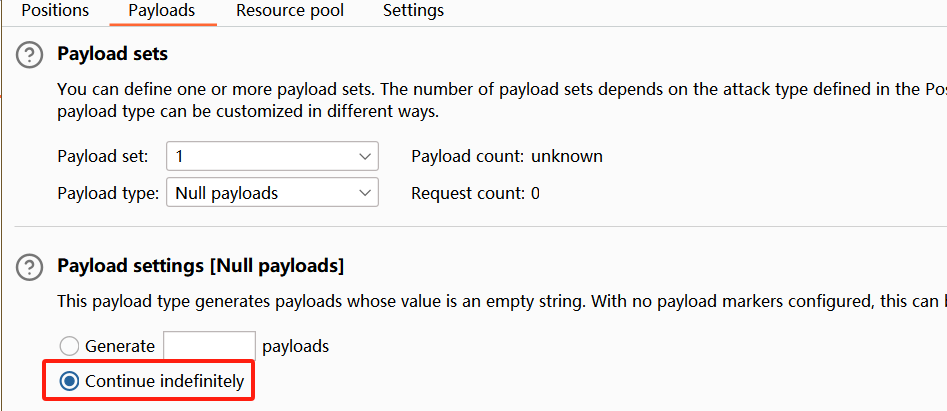 Positions Payloads Resource pool Settings
Payload sets
You can define one or more payload sets. The number of payload sets depends on the attack type defined in the Pos
payload type can be customized in different ways.
Payload set: 1 Payload count: unknown
Payload type: Null payloads Request count: 0
Payload settings [Null payloads]
This payload type generates payloads whose value is an empty string. With no payload markers configured, this can b
Generate payloads
Continue indefinitely